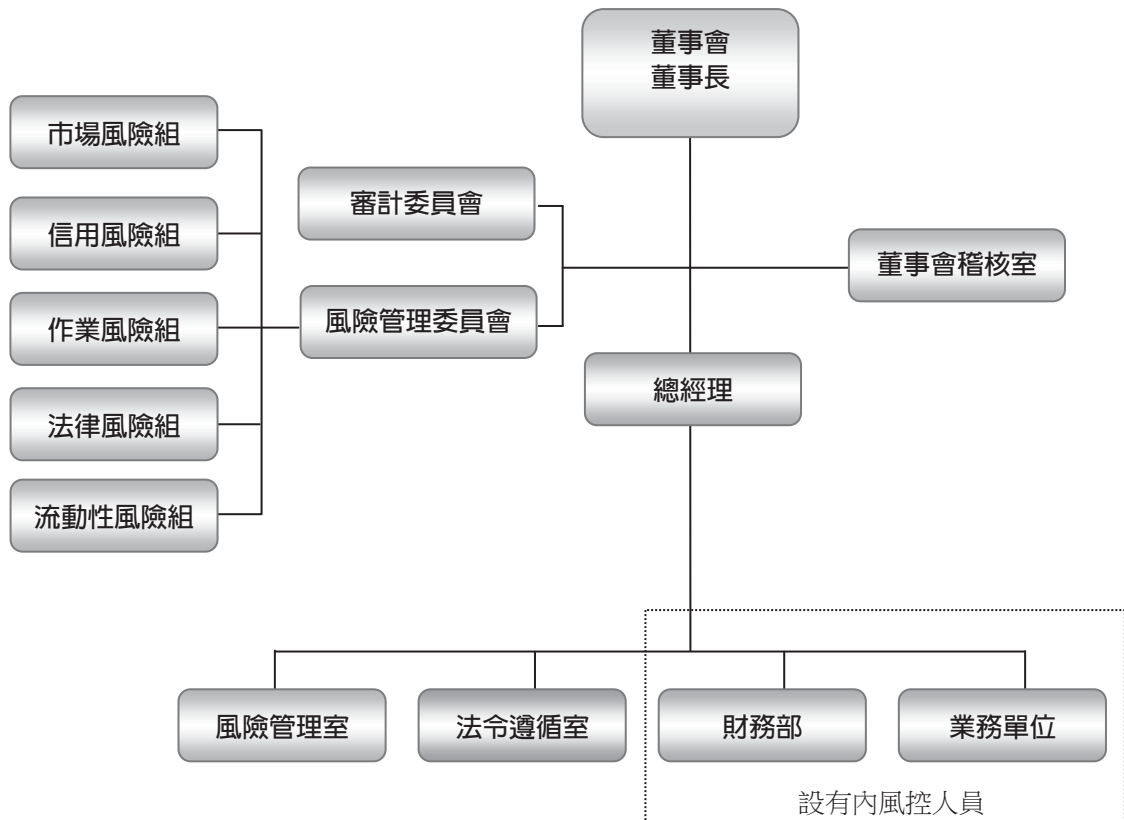 董事會
董事長
市場風險組
審計委員會
信用風險組
董事會稽核室
作業風險組
風險管理委員會
總經理
法律風險組
流動性風險組
風險管理室
法令遵循室
財務部
業務單位
設有內風控人員